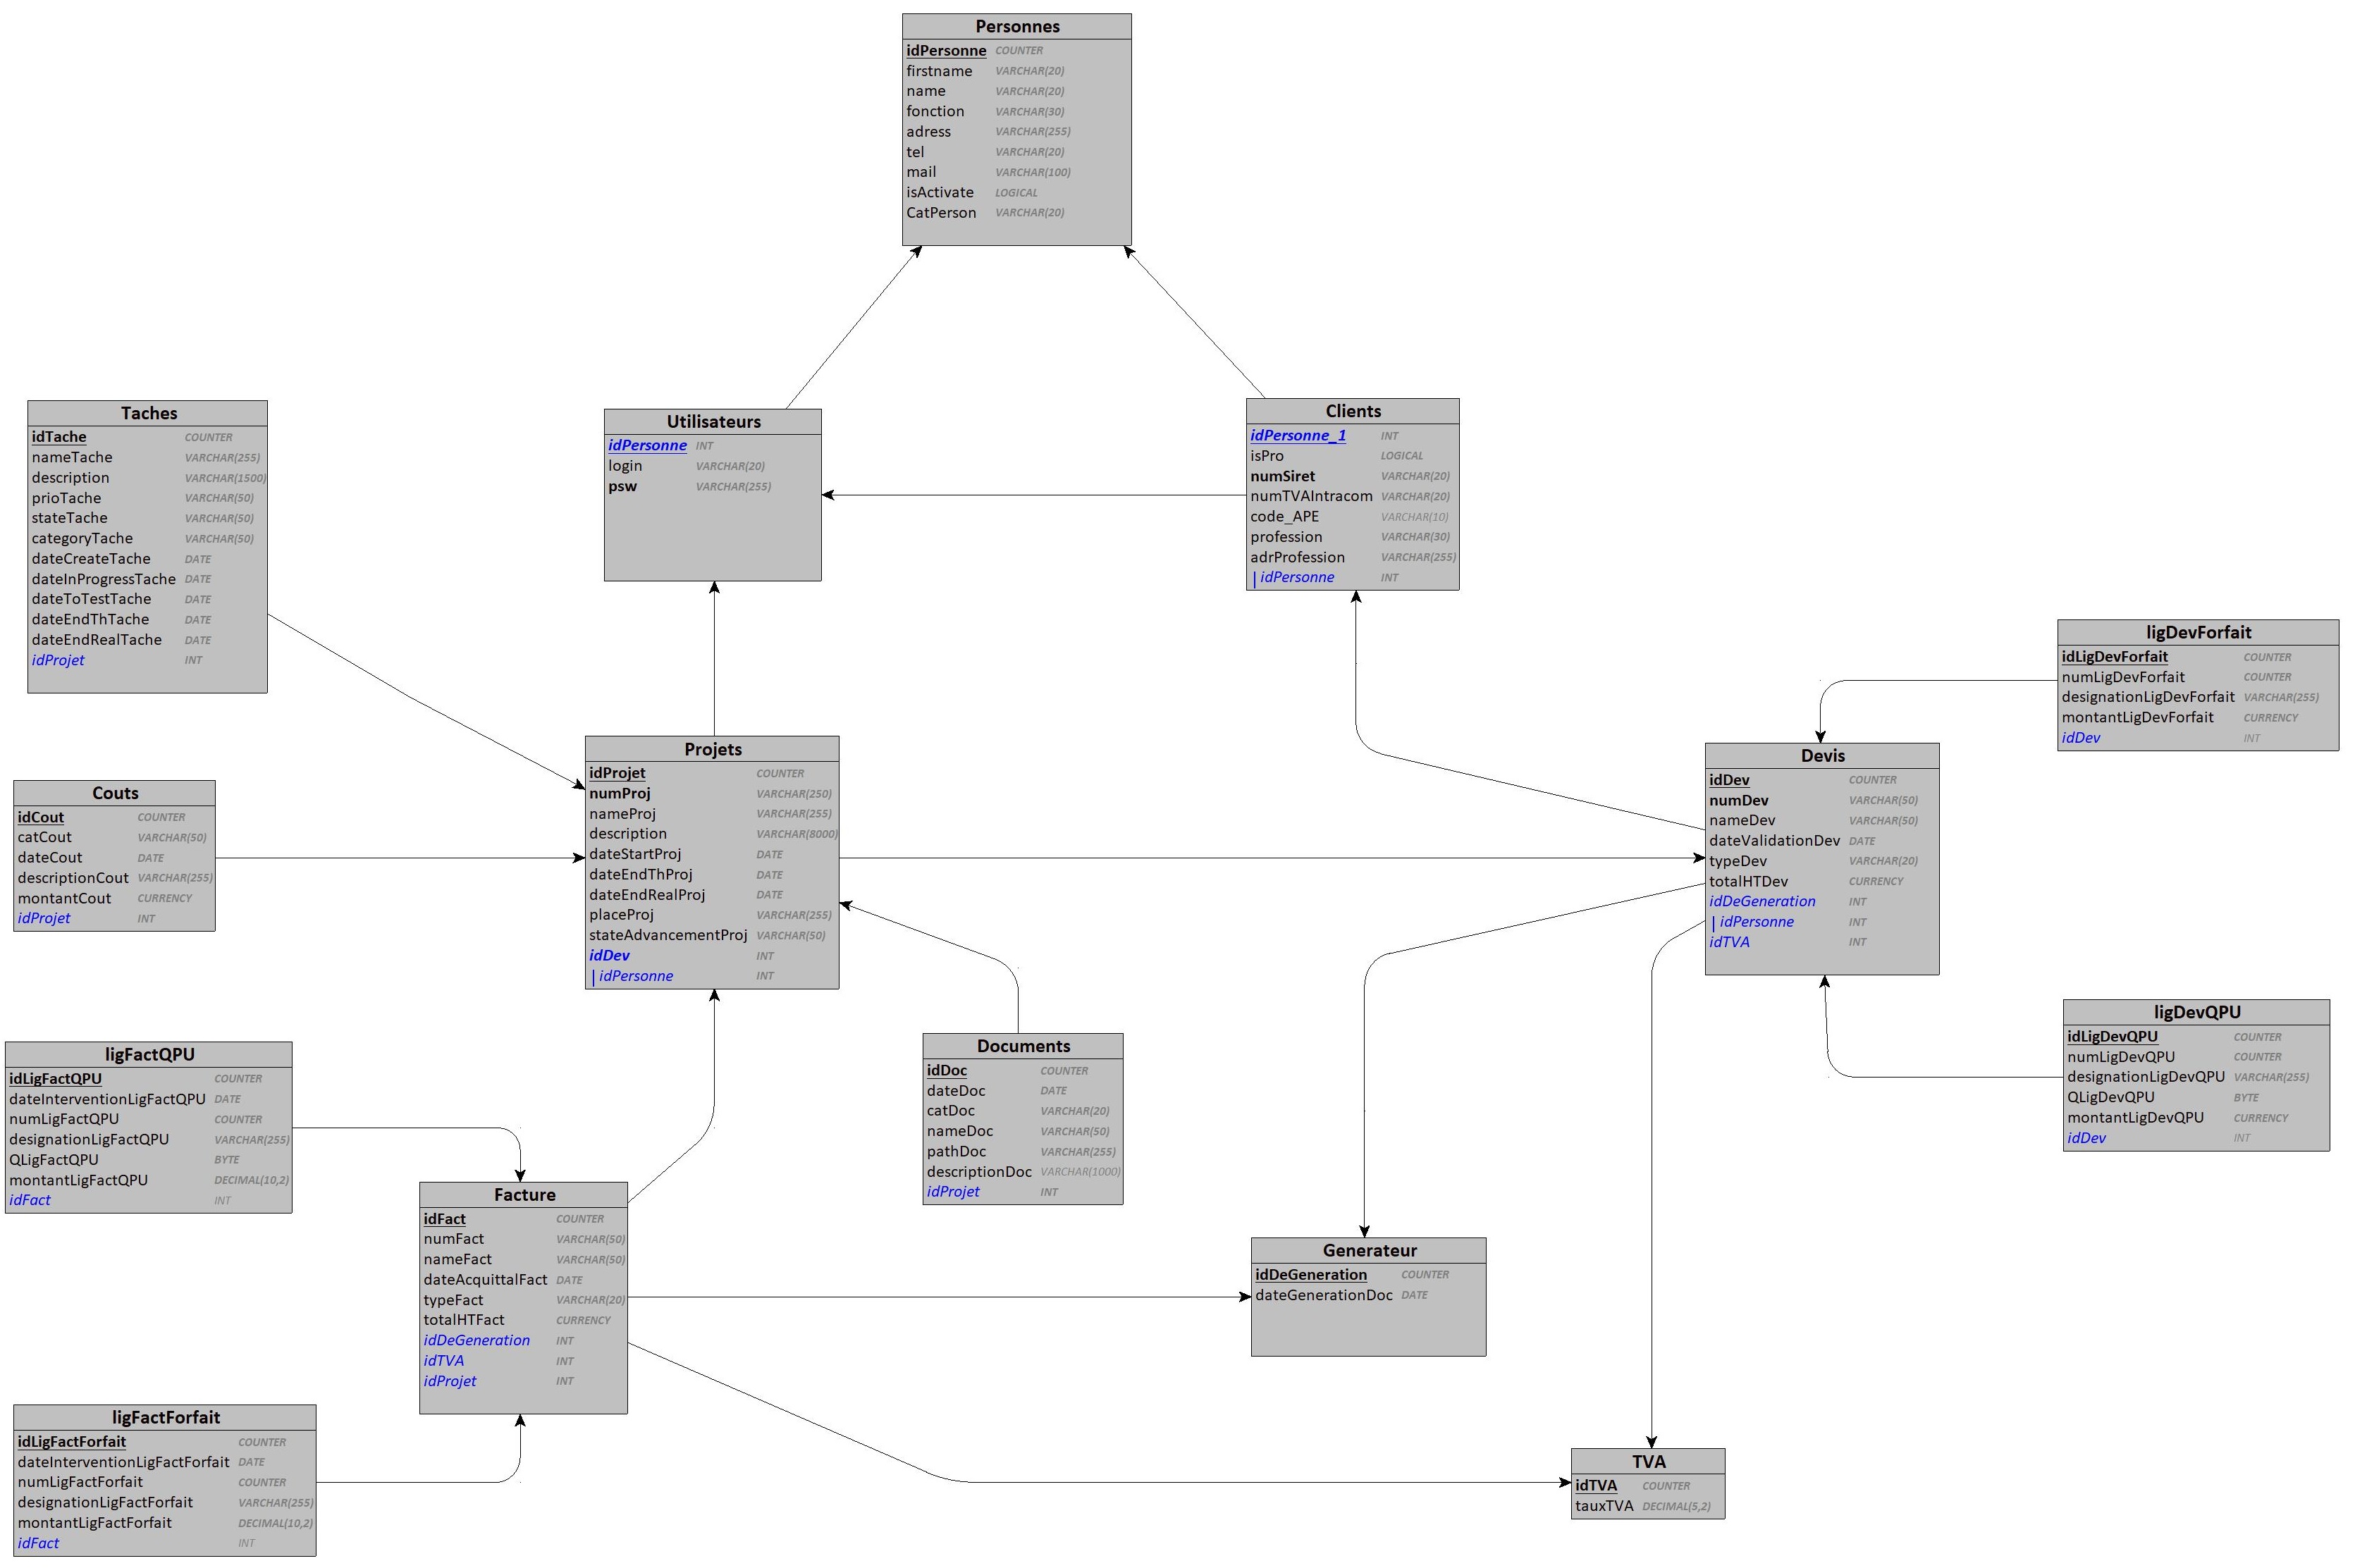 Personnes
idPersonne COUNTER
firstname VARCHAR(20)
name VARCHAR(20)
fonction VARCHAR(30)
adress VARCHAR(255)
tel VARCHAR(20)
mail VARCHAR(100)
isActivate LOGICAL
CatPerson VARCHAR(20)
Taches
idTache COUNTER
nameTache VARCHAR(255)
description VARCHAR(1500)
prioTache VARCHAR(50)
stateTache VARCHAR(50)
categoryTache VARCHAR(50)
dateCreateTache DATE
dateInProgressTache DATE
dateToTestTache DATE
dateEndThTache DATE
dateEndRealTache DATE
idProjet INT
Utilisateurs
idPersonne INT
login VARCHAR(20)
psw VARCHAR(255)
Clients
idPersonne_1 INT
isPro LOGICAL
numSiret VARCHAR(20)
numTVAIntracom VARCHAR(20)
code_APE VARCHAR(10)
profession VARCHAR(30)
adrProfession VARCHAR(255)
| idPersonne INT
ligDevForfait
idLigDevForfait COUNTER
numLigDevForfait COUNTER
designationLigDevForfait VARCHAR(255)
montantLigDevForfait CURRENCY
idDev INT
Couts
idCout COUNTER
catCout VARCHAR(50)
dateCout DATE
descriptionCout VARCHAR(255)
montantCout CURRENCY
idProjet INT
Projets
idProjet COUNTER
numProj VARCHAR(250)
nameProj VARCHAR(255)
description VARCHAR(8000)
dateStartProj DATE
dateEndThProj DATE
dateEndRealProj DATE
placeProj VARCHAR(255)
stateAdvancementProj VARCHAR(50)
idDev INT
| idPersonne INT
Devis
idDev COUNTER
numDev VARCHAR(50)
nameDev VARCHAR(50)
dateValidationDev DATE
typeDev VARCHAR(20)
totalHTDev CURRENCY
idDeGeneration INT
| idPersonne INT
idTVA INT
ligDevQPU
idLigDevQPU COUNTER
numLigDevQPU COUNTER
designationLigDevQPU VARCHAR(255)
QLigDevQPU BYTE
montantLigDevQPU CURRENCY
idDev INT
ligFactQPU
idLigFactQPU COUNTER
dateInterventionLigFactQPU DATE
numLigFactQPU COUNTER
designationLigFactQPU VARCHAR(255)
QLigFactQPU BYTE
montantLigFactQPU DECIMAL(10,2)
idFact INT
Documents
idDoc COUNTER
dateDoc DATE
catDoc VARCHAR(20)
nameDoc VARCHAR(50)
pathDoc VARCHAR(255)
descriptionDoc VARCHAR(1000)
idProjet INT
Facture
idFact COUNTER
numFact VARCHAR(50)
nameFact VARCHAR(50)
dateAcquittalFact DATE
typeFact VARCHAR(20)
totalHTFact CURRENCY
idDeGeneration INT
idTVA INT
idProjet INT
Generateur
idDeGeneration COUNTER
dateGenerationDoc DATE
ligFactForfait
idLigFactForfait COUNTER
dateInterventionLigFactForfait DATE
numLigFactForfait COUNTER
designationLigFactForfait VARCHAR(255)
montantLigFactForfait DECIMAL(10,2)
idFact INT
TVA
idTVA COUNTER
tauxTVA DECIMAL(5,2)